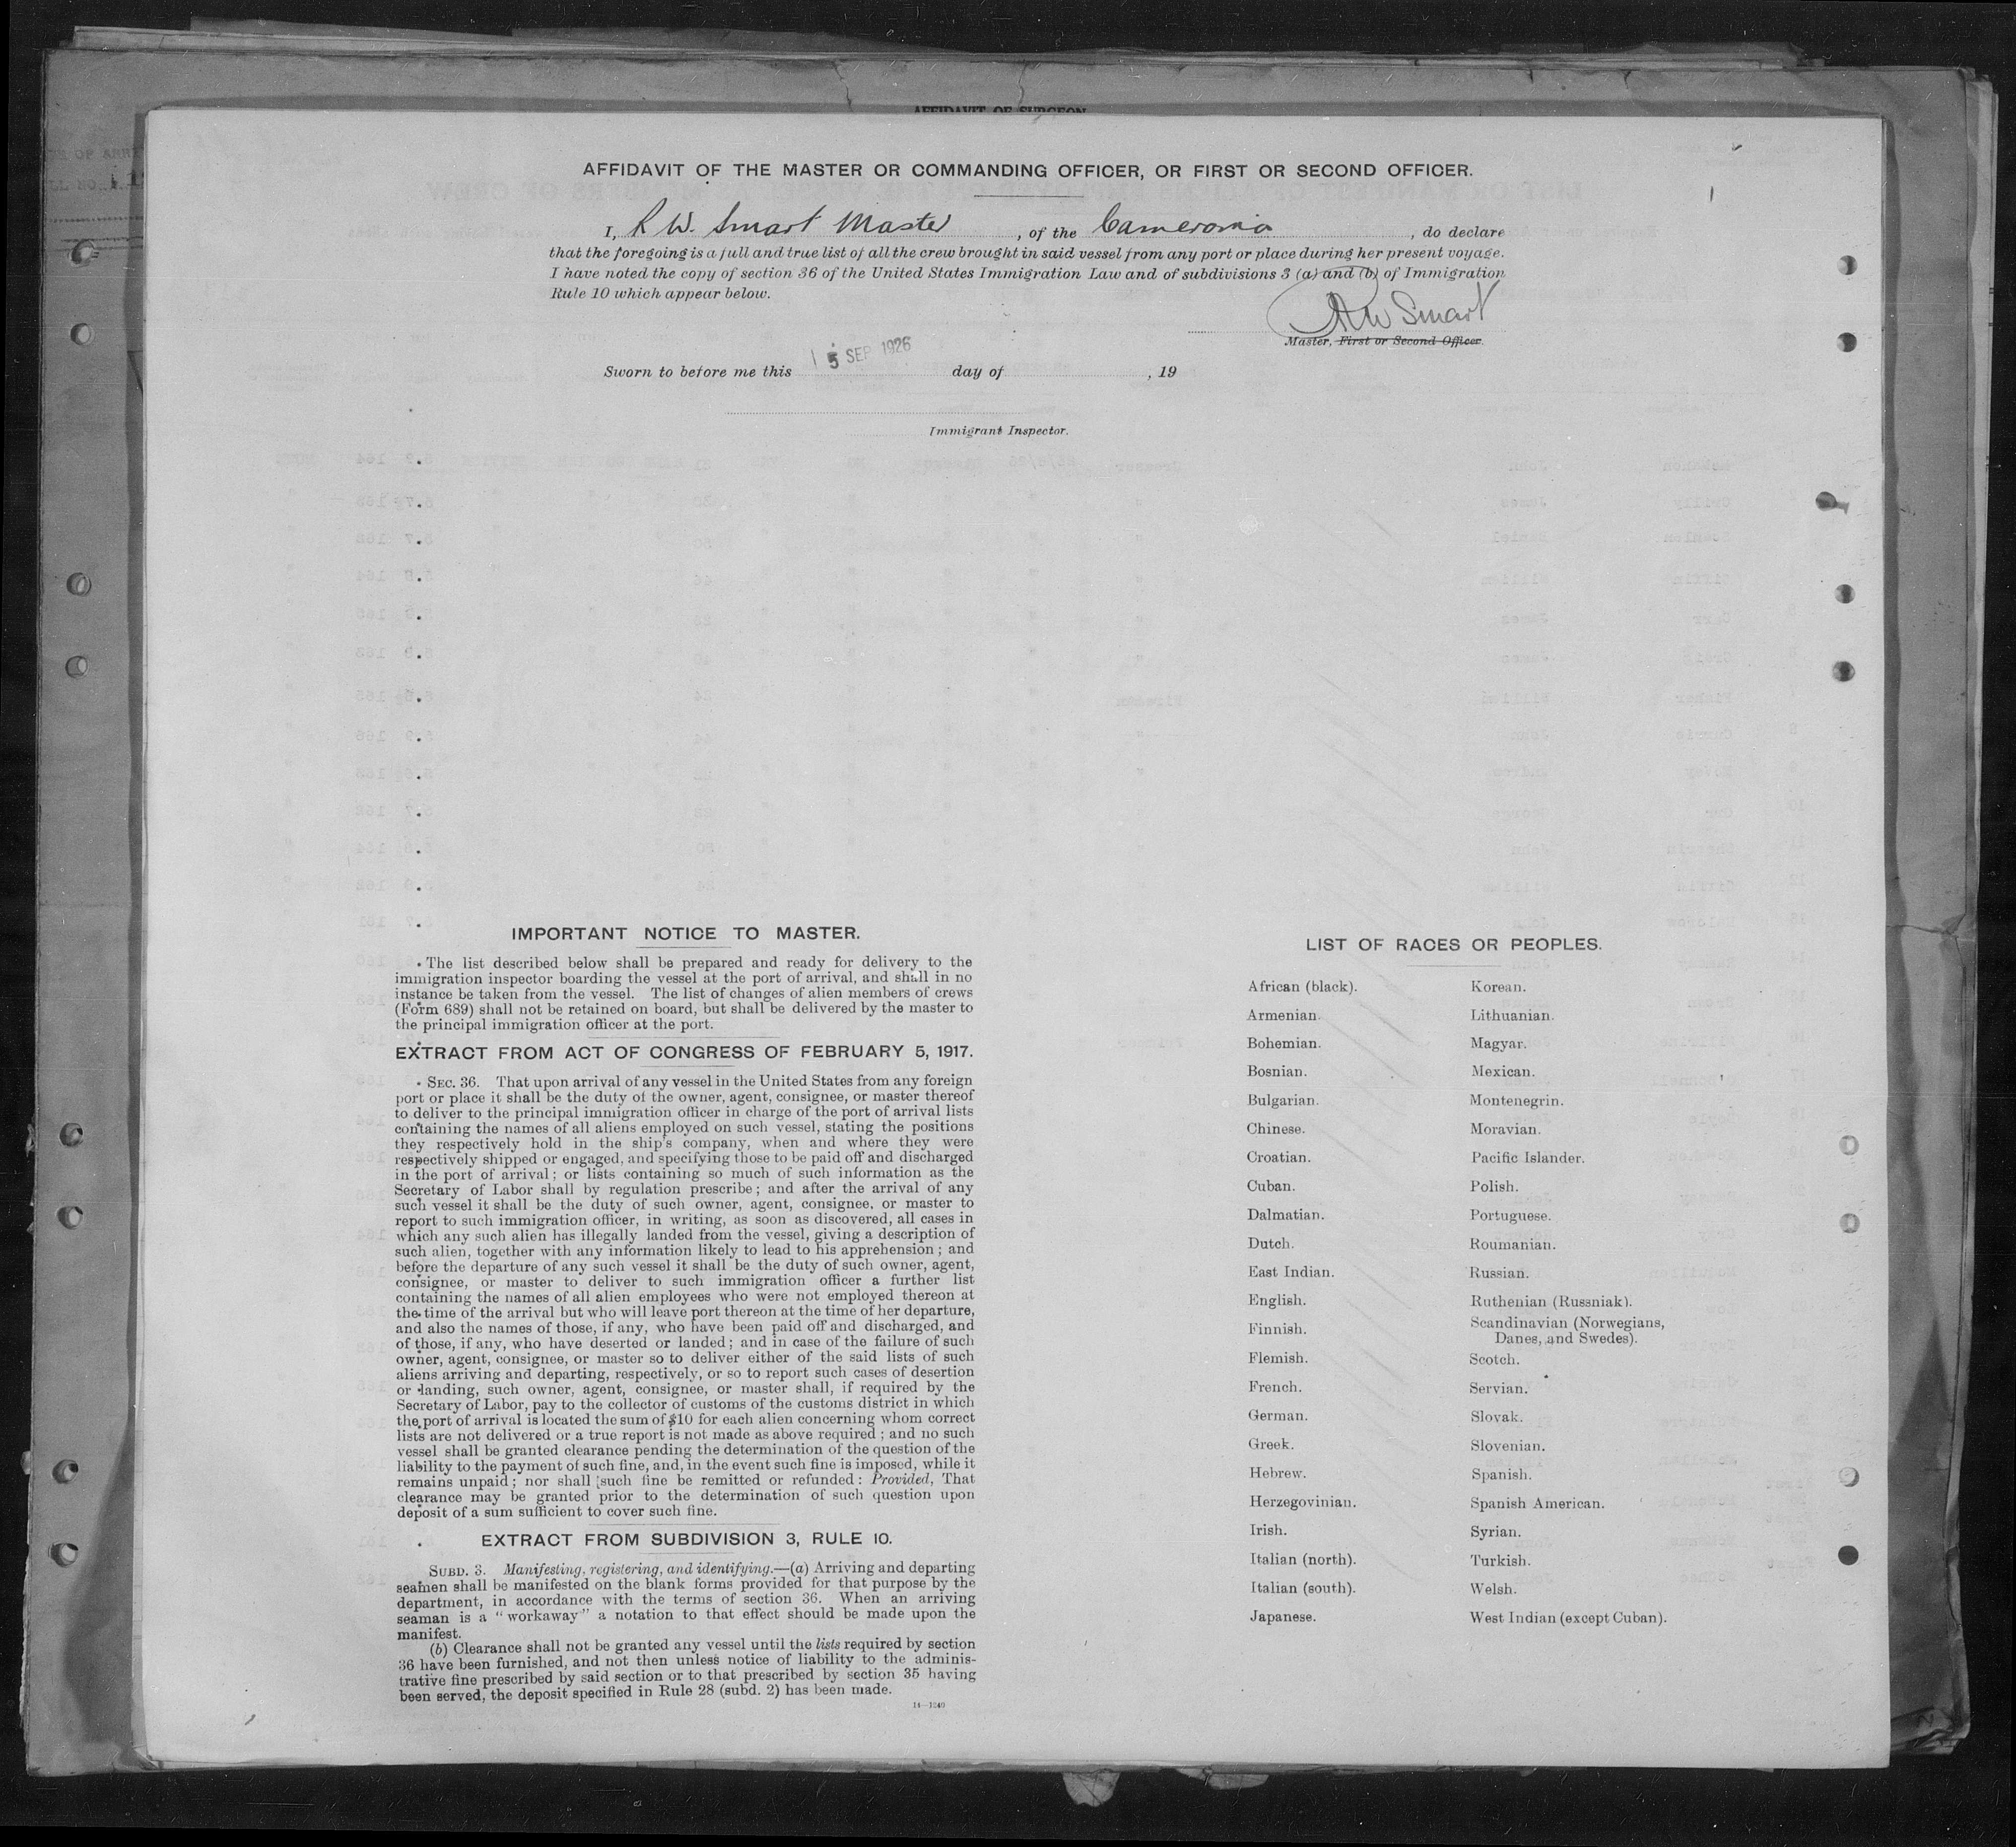 AFFIDAVIT OF SURGEON
AFFIDAVIT OF THE MASTER OR COMMANDING OFFICER, OR FIRST OR SECOND OFFICER.
I, R W. Smart Master, of the Cameronia, do declare
that the foregoing is a full and true list of all the crew brought in said vessel from any port or place during her present voyage.
I have noted the copy of section 36 of the United States Immigration Law and of subdivisions 3 (a) and (b) of Immigration
Rule 10 which appear below.
RW Smart
Master, First or Second Officer.
5 SEP 1926
Sworn to before me this day of , 19
Immigrant Inspector.
IMPORTANT NOTICE TO MASTER.
The list described below shall be prepared and ready for delivery to the
immigration inspector boarding the vessel at the port of arrival, and shall in no
instance be taken from the vessel. The list of changes of alien members of crews
(Form 689) shall not be retained on board, but shall be delivered by the master to
the principal immigration officer at the port.
EXTRACT FROM ACT OF CONGRESS OF FEBRUARY 5, 1917.
SEC. 36. That upon arrival of any vessel in the United States from any foreign
port or place it shall be the duty of the owner, agent, consignee, or master thereof
to deliver to the principal immigration officer in charge of the port of arrival lists
containing the names of all aliens employed on such vessel, stating the positions
they respectively hold in the ship's company, when and where they were
respectively shipped or engaged, and specifying those to be paid off and discharged
in the port of arrival; or lists containing so much of such information as the
Secretary of Labor shall by regulation prescribe; and after the arrival of any
such vessel it shall be the duty of such owner, agent, consignee, or master to
report to such immigration officer, in writing, as soon as discovered, all cases in
which any such alien has illegally landed from the vessel, giving a description of
such alien, together with any information likely to lead to his apprehension; and
before the departure of any such vessel it shall be the duty of such owner, agent,
consignee, or master to deliver to such immigration officer a further list
containing the names of all alien employees who were not employed thereon at
the time of the arrival but who will leave port thereon at the time of her departure,
and also the names of those, if any, who have been paid off and discharged, and
of those, if any, who have deserted or landed; and in case of the failure of such
owner, agent, consignee, or master so to deliver either of the said lists of such
aliens arriving and departing, respectively, or so to report such cases of desertion
or landing, such owner, agent, consignee, or master shall, if required by the
Secretary of Labor, pay to the collector of customs of the customs district in which
the port of arrival is located the sum of $10 for each alien concerning whom correct
lists are not delivered or a true report is not made as above required; and no such
vessel shall be granted clearance pending the determination of the question of the
liability to the payment of such fine, and, in the event such fine is imposed, while it
remains unpaid; nor shall such fine be remitted or refunded: Provided, That
clearance may be granted prior to the determination of such question upon
deposit of a sum sufficient to cover such fine.
EXTRACT FROM SUBDIVISION 3, RULE 10.
SUBD. 3. Manifesting, registering, and identifying.—(a) Arriving and departing
seamen shall be manifested on the blank forms provided for that purpose by the
department, in accordance with the terms of section 36. When an arriving
seaman is a "workaway" a notation to that effect should be made upon the
manifest.
(b) Clearance shall not be granted any vessel until the lists required by section
36 have been furnished, and not then unless notice of liability to the adminis-
trative fine prescribed by said section or to that prescribed by section 35 having
been served, the deposit specified in Rule 28 (subd. 2) has been made.
14—1240
LIST OF RACES OR PEOPLES.
African (black).
Armenian.
Bohemian.
Bosnian.
Bulgarian.
Chinese.
Croatian.
Cuban.
Dalmatian.
Dutch.
East Indian.
English.
Finnish.
Flemish.
French.
German.
Greek.
Hebrew.
Herzegovinian.
Irish.
Italian (north).
Italian (south).
Japanese.
Korean.
Lithuanian.
Magyar.
Mexican.
Montenegrin.
Moravian.
Pacific Islander.
Polish.
Portuguese.
Roumanian.
Russian.
Ruthenian (Russniak).
Scandinavian (Norwegians,
Danes, and Swedes).
Scotch.
Servian.
Slovak.
Slovenian.
Spanish.
Spanish American.
Syrian.
Turkish.
Welsh.
West Indian (except Cuban).